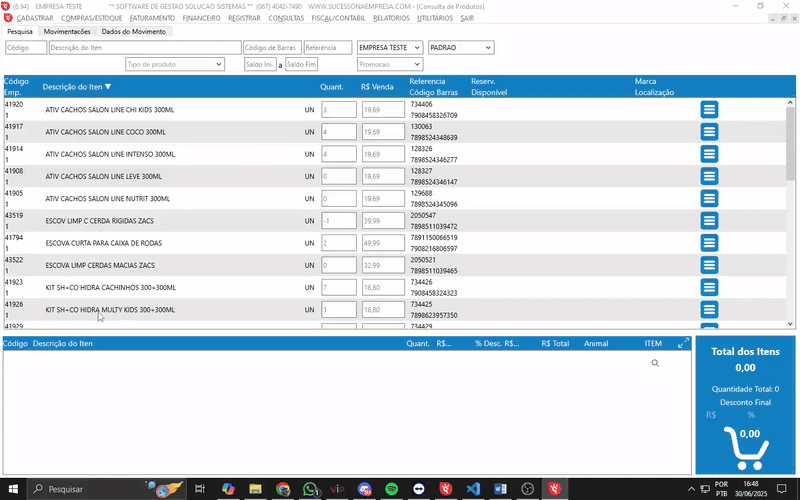 (6.94) EMPRESA TESTE ** SOFTWARE DE GESTAO SOLUCAO SISTEMAS ** (067) 4042-7490 WWW.SUCESSONAEMPRESA.COM - [Consulta de Produtos]
CADASTRAR COMPRAS/ESTOQUE FATURAMENTO FINANCEIRO REGISTRAR CONSULTAS FISCAL/CONTABIL RELATORIOS UTILITÁRIOS SAIR
Pesquisa Movimentacões Dados do Movimento
Código Descrição do Iten Código de Barras Referência EMPRESA TESTE PADRAO
Tipo de produto Saldo Ini. a Saldo Fim Promocao
Código Descrição do Iten Quant. R$ Venda Referencia Reserv. Marca
Emp. Código Barras Disponível Localização
41920 ATIV CACHOS SALON LINE CHI KIDS 300ML UN 3 19,69 734406
1 7908458326709
41917 ATIV CACHOS SALON LINE COCO 300ML UN 4 19,69 130063
1 7898524348639
41914 ATIV CACHOS SALON LINE INTENSO 300ML UN 4 19,69 128326
1 7898524346277
41908 ATIV CACHOS SALON LINE LEVE 300ML UN 0 19,69 128327
1 7898524346147
41905 ATIV CACHOS SALON LINE NUTRIT 300ML UN 0 19,69 129688
1 7898524345096
43519 ESCOV LIMP C CERDA RIGIDAS ZACS UN -1 39,99 2050547
1 7898511039472
41794 ESCOVA CURTA PARA CAIXA DE RODAS UN 2 49,99 7891150066519
1 7908216806597
43522 ESCOVA LIMP CERDAS MACIAS ZACS UN 0 32,99 2050521
1 7898511039465
41923 KIT SH+CO HIDRA CACHINHOS 300+300ML UN 7 16,80 734426
1 7908458324323
41926 KIT SH+CO HIDRA MULTY KIDS 300+300ML UN 1 16,80 734425
1 7898623957350
41929 734429
Código Descrição do Iten Quant. R$... % Desc. R$... R$ Total Animal ITEM
Total dos Itens
0,00
Quantidade Total: 0
Desconto Final
R$ %
0,00
Pesquisar
POR
PTB
16:48
30/06/2025